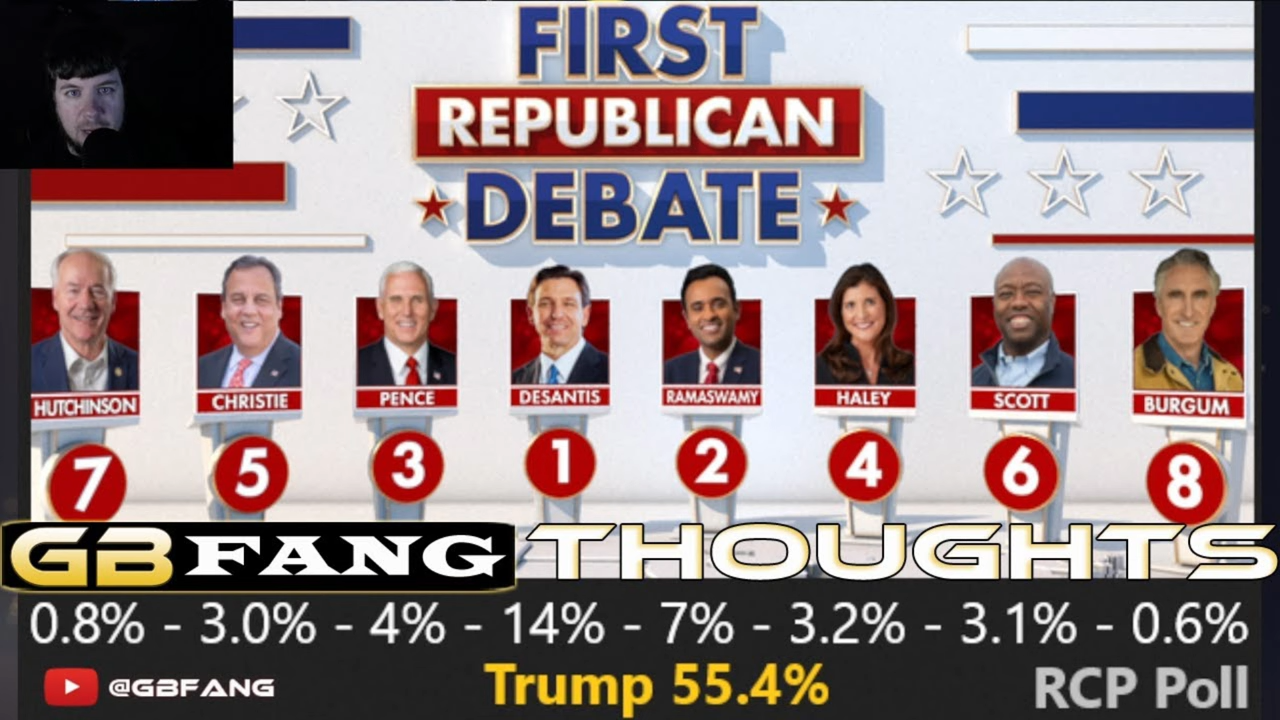 FIRST
REPUBLICAN
DEBATE
HUTCHINSON CHRISTIE PENCE DESANTIS RAMASWAMY HALEY SCOTT BURGUM
7 5 3 1 2 4 6 8
GBFANG THOUGHTS
0.8% - 3.0% - 4% - 14% - 7% - 3.2% - 3.1% - 0.6%
@GBFANG Trump 55.4% RCP Poll